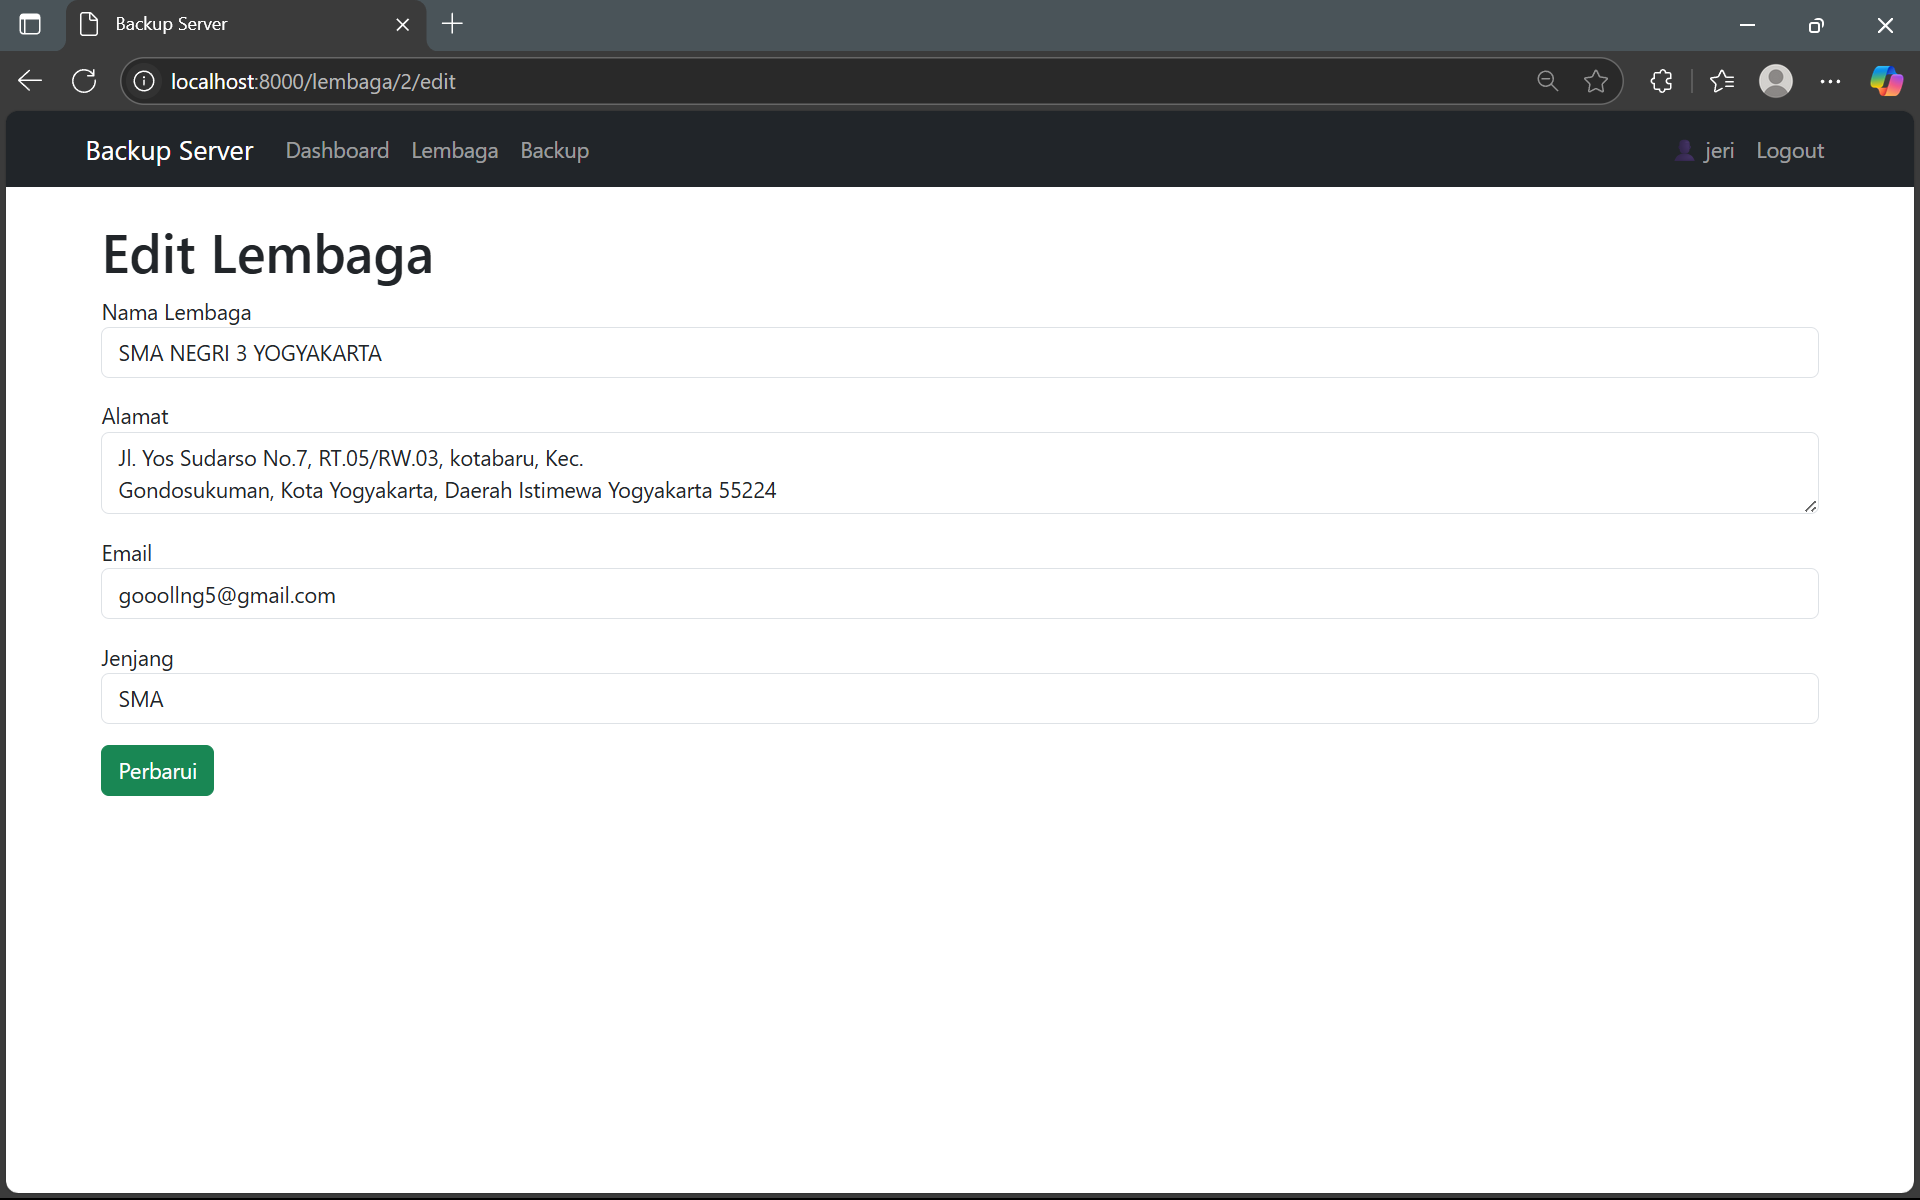 Backup Server
localhost:8000/lembaga/2/edit
Backup Server Dashboard Lembaga Backup jeri Logout
Edit Lembaga
Nama Lembaga
SMA NEGRI 3 YOGYAKARTA
Alamat
Jl. Yos Sudarso No.7, RT.05/RW.03, kotabaru, Kec.
Gondosukuman, Kota Yogyakarta, Daerah Istimewa Yogyakarta 55224
Email
gooollng5@gmail.com
Jenjang
SMA
Perbarui